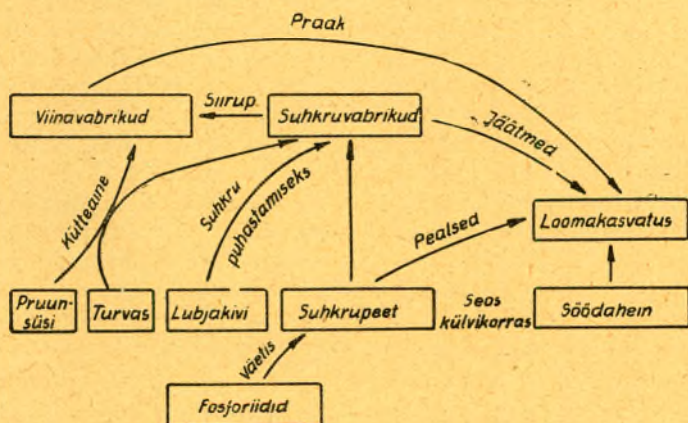 Praak
Viinavabrikud
Siirup
Suhkruvabrikud
Jäätmed
Kütteaine
Suhkru
puhastamiseks
Pealsed
Loomakasvatus
Pruun-
süsi
Turvas
Lubjakivi
Suhkrupeet
Seos
külvikorras
Söödahein
Väetis
Fosforiidid